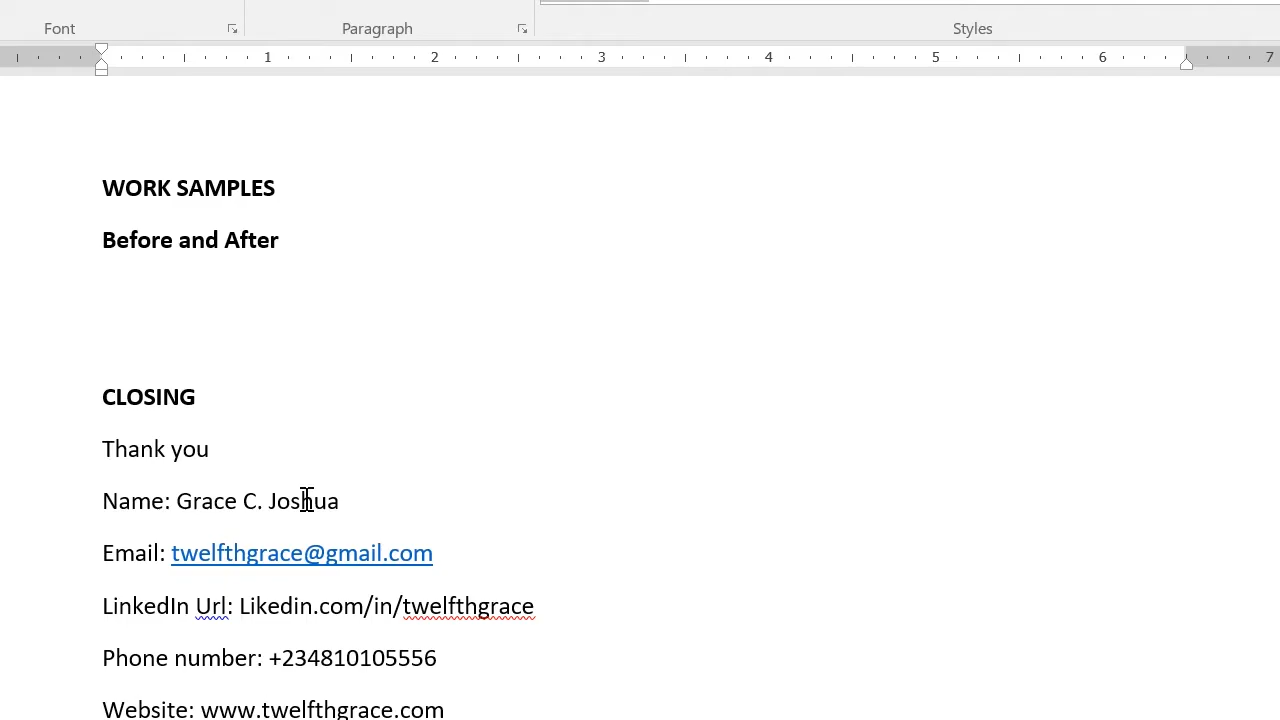 Font Paragraph Styles
1 2 3 4 5 6 7
WORK SAMPLES
Before and After
CLOSING
Thank you
Name: Grace C. Joshua
Email: twelfthgrace@gmail.com
LinkedIn Url: Likedin.com/in/twelfthgrace
Phone number: +234810105556
Website: www.twelfthgrace.com